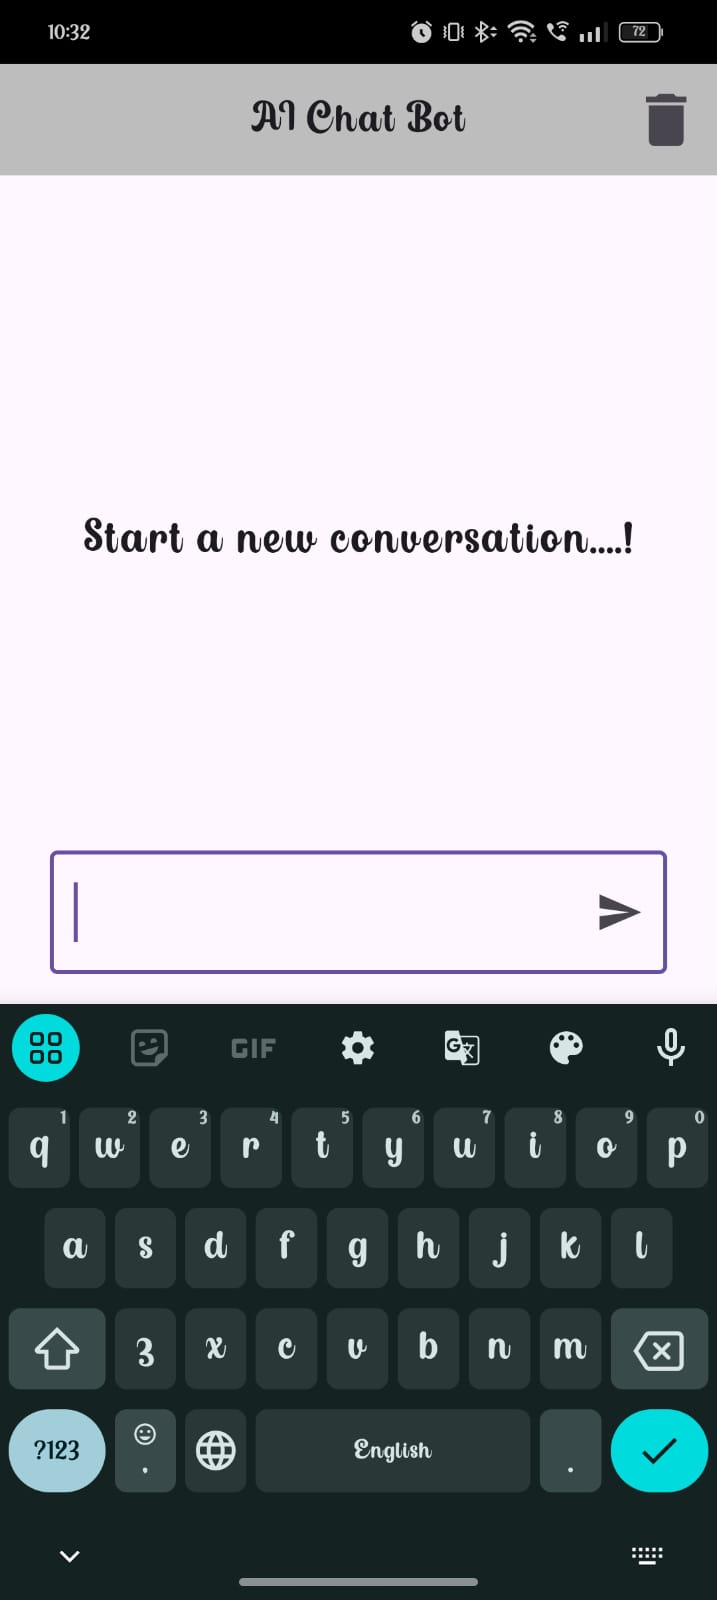 10:32
72
AI Chat Bot
Start a new conversation....!
GIF
G
1 2 3 4 5 6 7 8 9 0
q w e r t y u i o p
a s d f g h j k l
z x c v b n m
?123 , English .